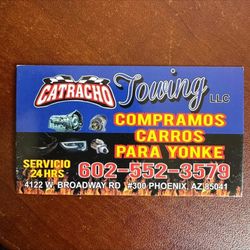 CATRACHO Towing LLC
COMPRAMOS
CARROS
PARA YONKE
SERVICIO
24 HRS
602-552-3579
4122 W. BROADWAY RD #300 PHOENIX, AZ 85041